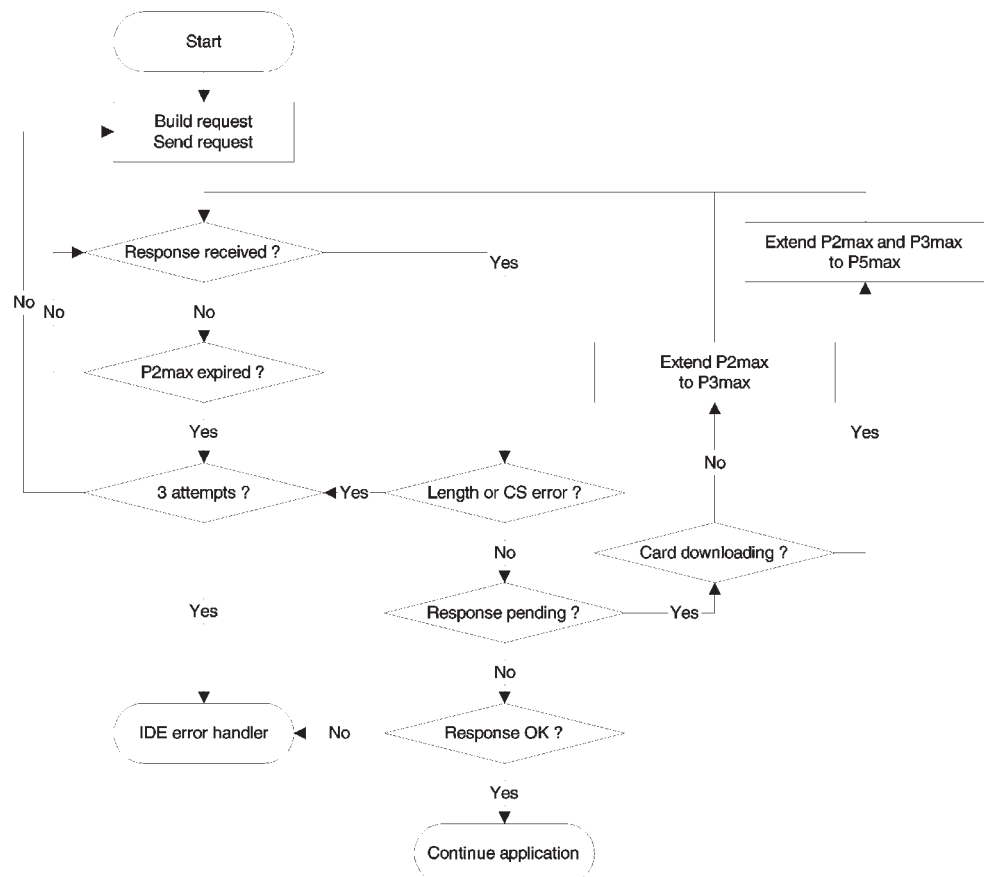 Start
Build request
Send request
Response received ?
Yes
Extend P2max and P3max
to P5max
No
No
No
P2max expired ?
Extend P2max
to P3max
Yes
Yes
No
3 attempts ?
Yes
Length or CS error ?
No
Card downloading ?
Yes
Response pending ?
Yes
No
IDE error handler
No
Response OK ?
Yes
Continue application